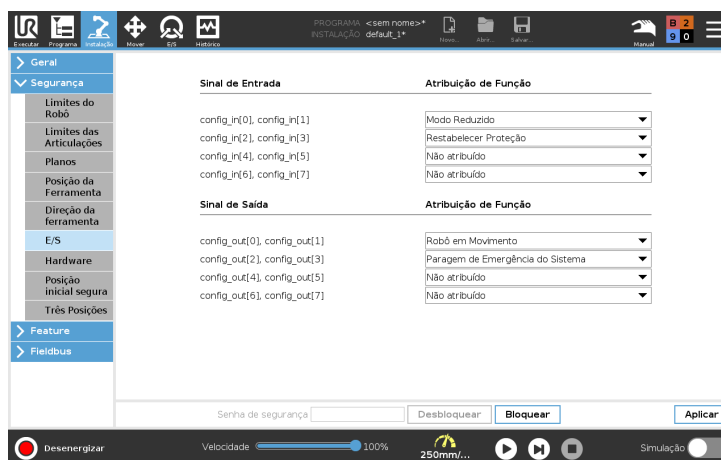 UR
PROGRAMA <sem nome>*
INSTALAÇÃO default_1*
B 2
9 0
Executar Programa Instalação Mover E/S Histórico Novo... Abrir... Salvar... Manual
Geral
Segurança
Limites do
Robô
Limites das
Articulações
Planos
Posição da
Ferramenta
Direção da
ferramenta
E/S
Hardware
Posição
inicial segura
Três Posições
Feature
Fieldbus
Sinal de Entrada Atribuição de Função
config_in[0], config_in[1] Modo Reduzido
config_in[2], config_in[3] Restabelecer Proteção
config_in[4], config_in[5] Não atribuído
config_in[6], config_in[7] Não atribuído
Sinal de Saída Atribuição de Função
config_out[0], config_out[1] Robô em Movimento
config_out[2], config_out[3] Paragem de Emergência do Sistema
config_out[4], config_out[5] Não atribuído
config_out[6], config_out[7] Não atribuído
Senha de segurança Desbloquear Bloquear Aplicar
Desenergizar Velocidade 100% 250mm/... Simulação